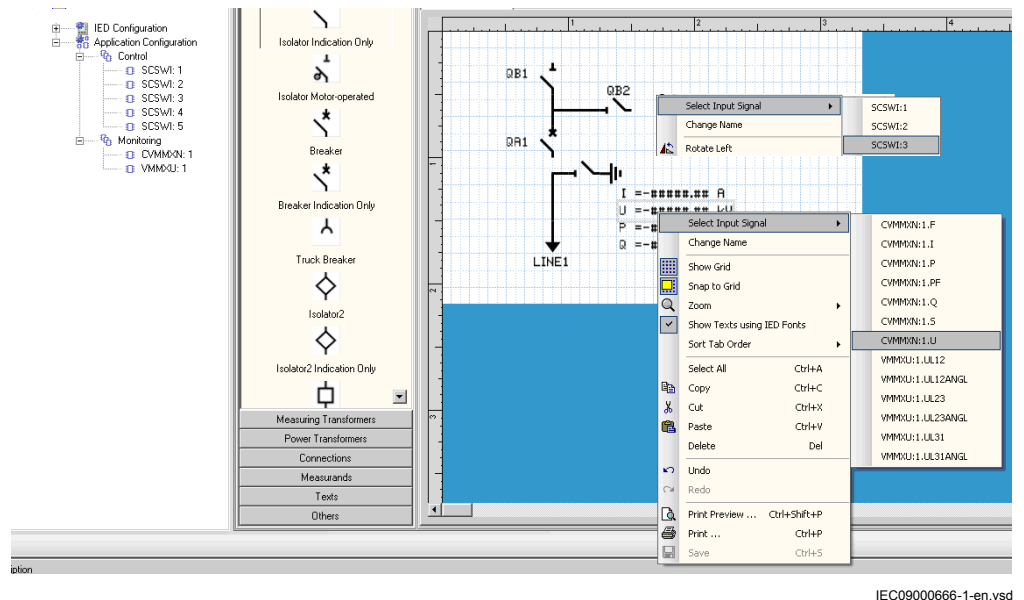 IED Configuration
Application Configuration
Control
SCSWI: 1
SCSWI: 2
SCSWI: 3
SCSWI: 4
SCSWI: 5
Monitoring
CVMMXN: 1
VMMXU: 1
Isolator Indication Only
Isolator Motor-operated
Breaker
Breaker Indication Only
Truck Breaker
Isolator2
Isolator2 Indication Only
Measuring Transformers
Power Transformers
Connections
Measurands
Texts
Others
1
2
3
4
2
3
QB1
QB2
QA1
I =-#####.## A
U =-#####.## kU
P =-#
Q =-#
LINE1
Select Input Signal
Change Name
Rotate Left
SCSWI:1
SCSWI:2
SCSWI:3
Select Input Signal
Change Name
Show Grid
Snap to Grid
Zoom
Show Texts using IED Fonts
Sort Tab Order
Select All Ctrl+A
Copy Ctrl+C
Cut Ctrl+X
Paste Ctrl+V
Delete Del
Undo
Redo
Print Preview ... Ctrl+Shift+P
Print ... Ctrl+P
Save Ctrl+S
CVMMXN:1.F
CVMMXN:1.I
CVMMXN:1.P
CVMMXN:1.PF
CVMMXN:1.Q
CVMMXN:1.S
CVMMXN:1.U
VMMXU:1.UL12
VMMXU:1.UL12ANGL
VMMXU:1.UL23
VMMXU:1.UL23ANGL
VMMXU:1.UL31
VMMXU:1.UL31ANGL
iption
IEC09000666-1-en.vsd